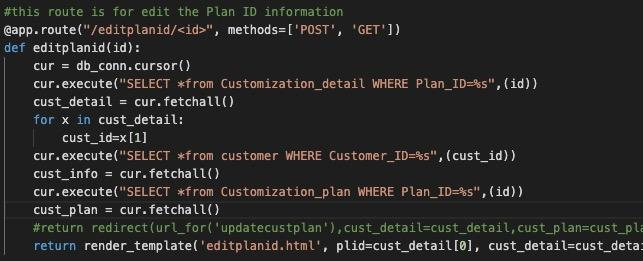 #this route is for edit the Plan ID information
@app.route("/editplanid/<id>", methods=['POST', 'GET'])
def editplanid(id):
    cur = db_conn.cursor()
    cur.execute("SELECT *from Customization_detail WHERE Plan_ID=%s",(id))
    cust_detail = cur.fetchall()
    for x in cust_detail:
        cust_id=x[1]
    cur.execute("SELECT *from customer WHERE Customer_ID=%s",(cust_id))
    cust_info = cur.fetchall()
    cur.execute("SELECT *from Customization_plan WHERE Plan_ID=%s",(id))
    cust_plan = cur.fetchall()
    #return redirect(url_for('updatecustplan'),cust_detail=cust_detail,cust_plan=cust_pla
    return render_template('editplanid.html', plid=cust_detail[0], cust_detail=cust_deta